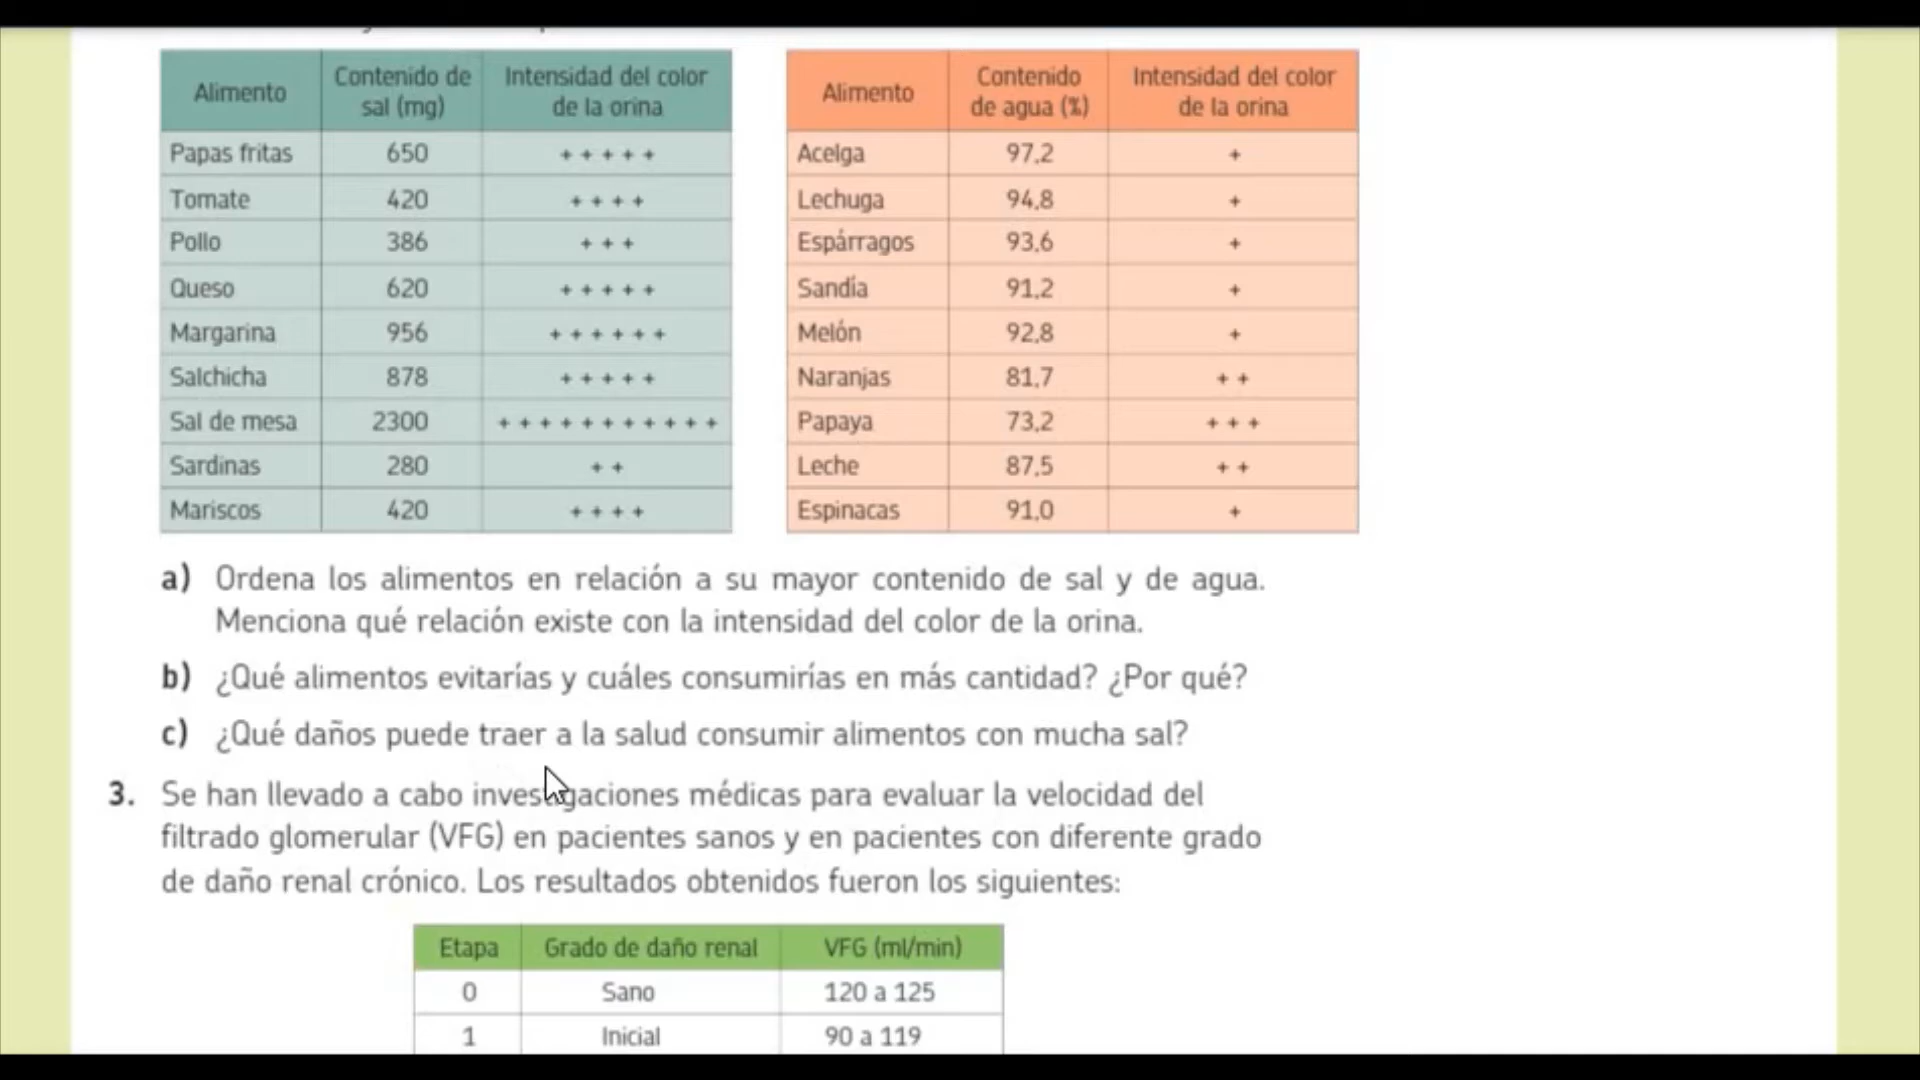 Alimento Contenido de sal (mg) Intensidad del color de la orina
Papas fritas 650 + + + + +
Tomate 420 + + + +
Pollo 386 + + +
Queso 620 + + + + +
Margarina 956 + + + + + +
Salchicha 878 + + + + +
Sal de mesa 2300 + + + + + + + + + + +
Sardinas 280 + +
Mariscos 420 + + + +
Alimento Contenido de agua (%) Intensidad del color de la orina
Acelga 97,2 +
Lechuga 94,8 +
Espárragos 93,6 +
Sandía 91,2 +
Melón 92,8 +
Naranjas 81,7 + +
Papaya 73,2 + + +
Leche 87,5 + +
Espinacas 91,0 +
a) Ordena los alimentos en relación a su mayor contenido de sal y de agua.
Menciona qué relación existe con la intensidad del color de la orina.
b) ¿Qué alimentos evitarías y cuáles consumirías en más cantidad? ¿Por qué?
c) ¿Qué daños puede traer a la salud consumir alimentos con mucha sal?
3. Se han llevado a cabo investigaciones médicas para evaluar la velocidad del
filtrado glomerular (VFG) en pacientes sanos y en pacientes con diferente grado
de daño renal crónico. Los resultados obtenidos fueron los siguientes:
Etapa Grado de daño renal VFG (ml/min)
0 Sano 120 a 125
1 Inicial 90 a 119